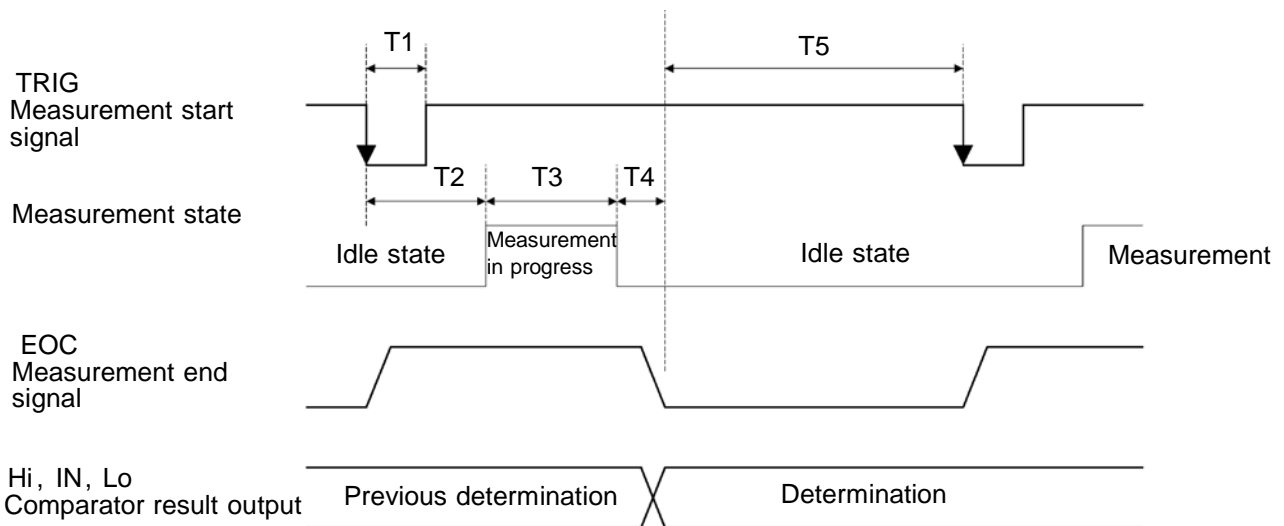 T1
T5
TRIG
Measurement start
signal
T2
T3
T4
Measurement state
Idle state
Measurement
in progress
Idle state
Measurement
EOC
Measurement end
signal
Hi, IN, Lo
Comparator result output
Previous determination
Determination